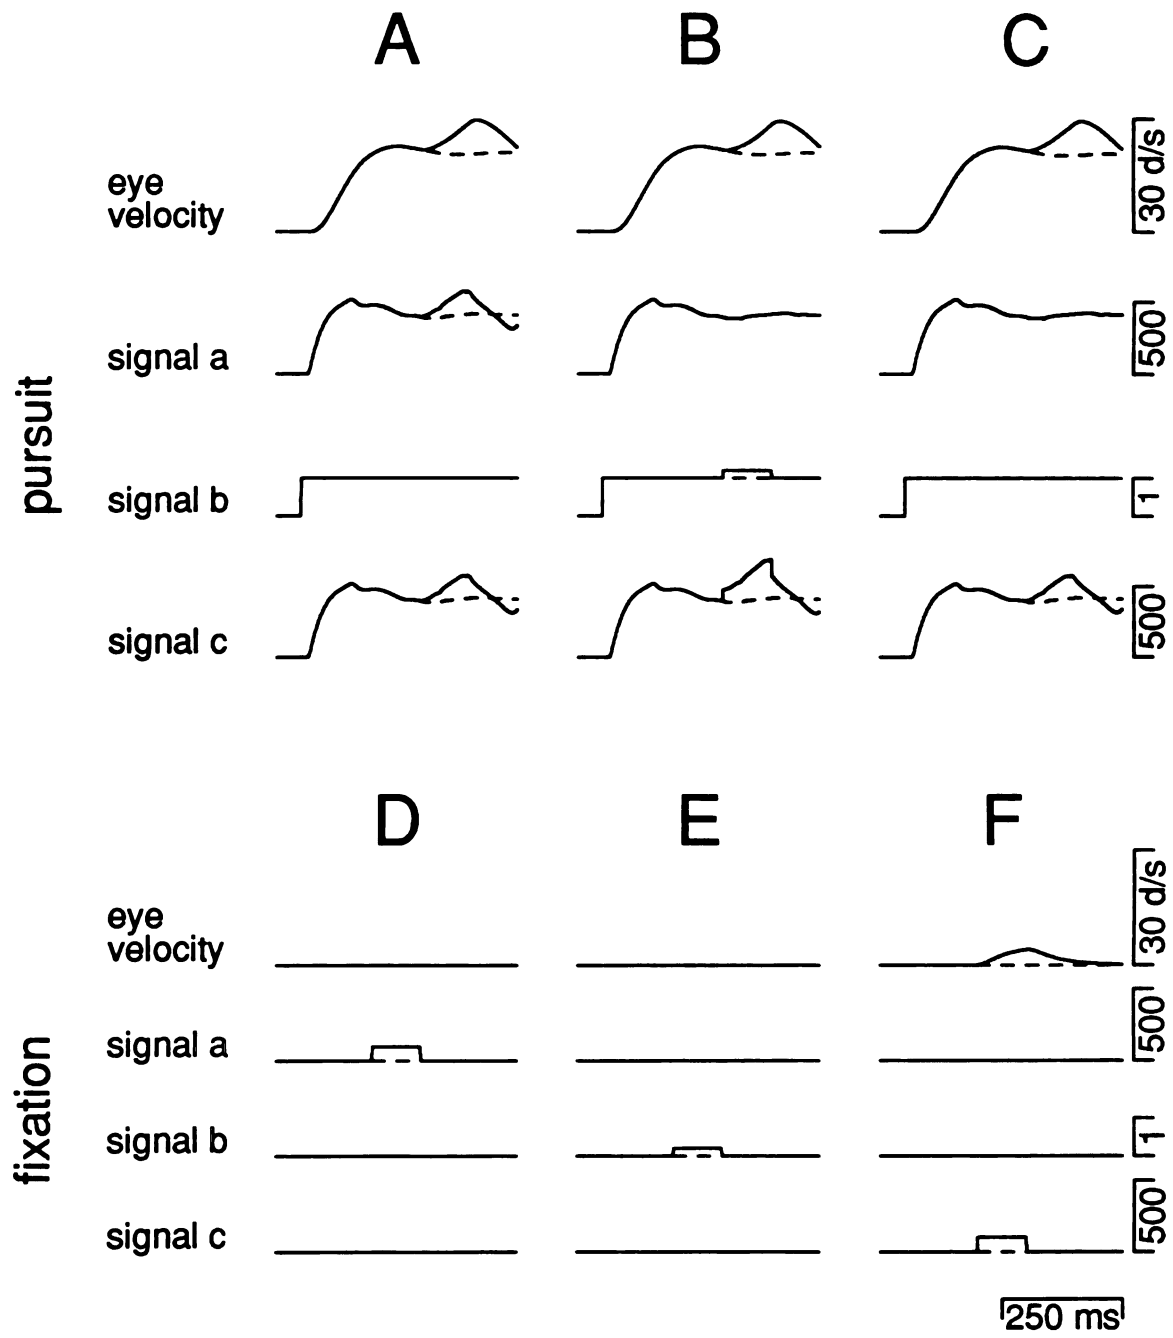 A B C
eye
velocity
30 d/s
signal a
500
pursuit
signal b
1
signal c
500
D E F
eye
velocity
30 d/s
signal a
500
fixation
signal b
1
signal c
500
250 ms